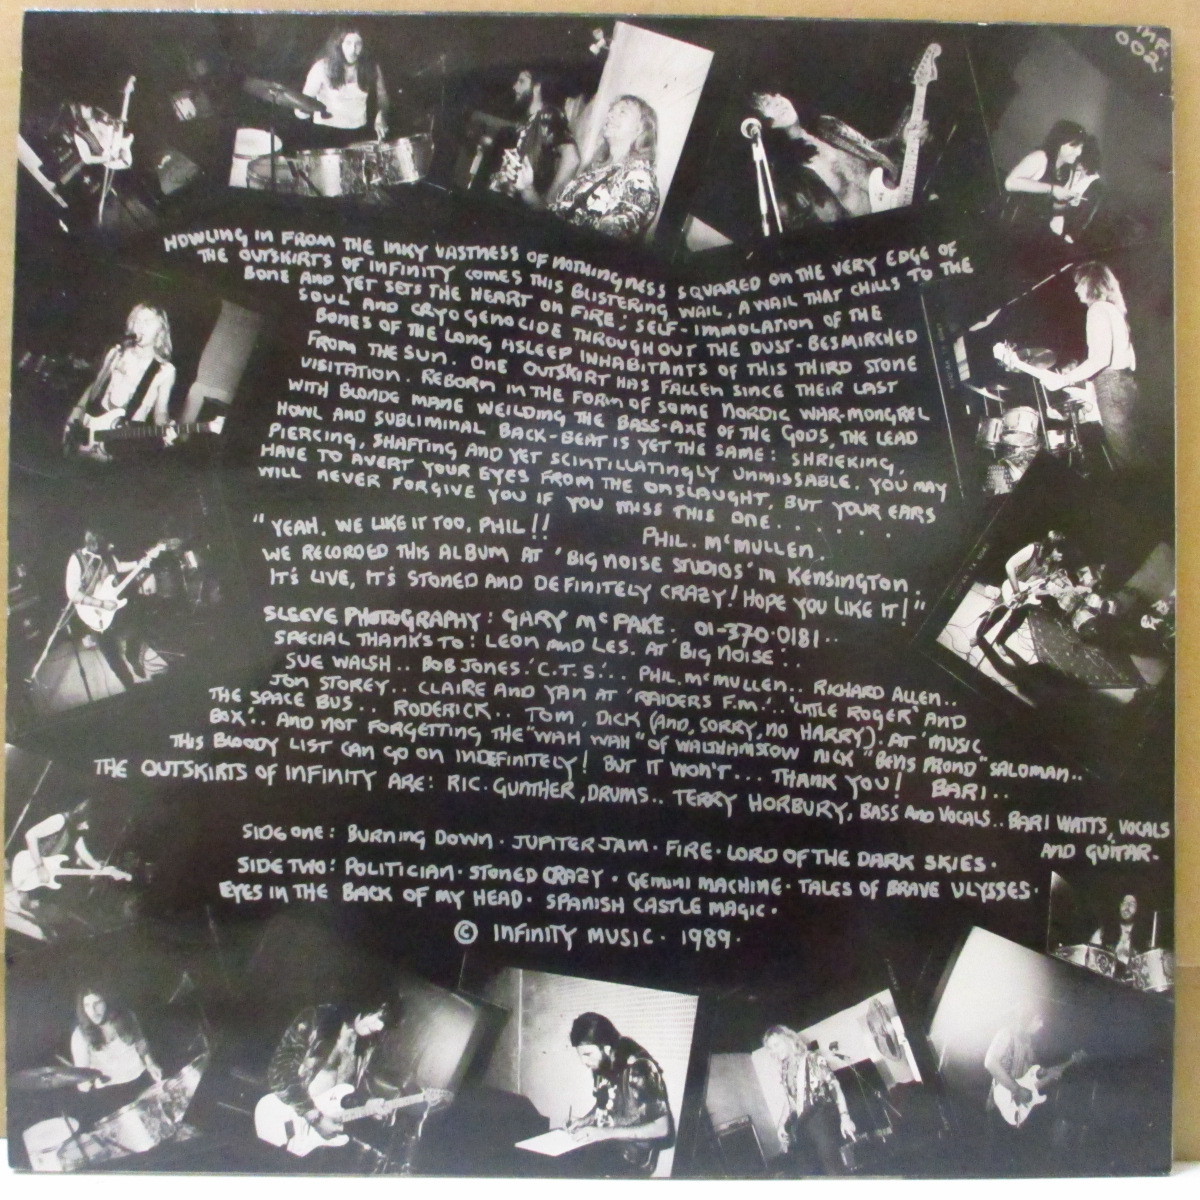 INF.
002.
HOWLING IN FROM THE INKY VASTNESS OF NOTHINGNESS SQUARED ON THE VERY EDGE OF
THE OUTSKIRTS OF INFINITY COMES THIS BLISTERING WAIL, A WAIL THAT CHILLS TO THE
BONE AND YET SETS THE HEART ON FIRE; SELF-IMMOLATION OF THE
SOUL AND CRYOGENOCIDE THROUGHOUT THE DUST-BESMIRCHED
BONES OF THE LONG ASLEEP INHABITANTS OF THIS THIRD STONE
FROM THE SUN. ONE OUTSKIRT HAS FALLEN SINCE THEIR LAST
VISITATION. REBORN IN THE FORM OF SOME NORDIC WAR-MONGREL
WITH BLONDE MANE WEILDING THE BASS-AXE OF THE GODS, THE LEAD
HOWL AND SUBLIMINAL BACK-BEAT IS YET THE SAME: SHRIEKING,
PIERCING, SHAFTING AND YET SCINTILLATINGLY UNMISSABLE. YOU MAY
HAVE TO AVERT YOUR EYES FROM THE ONSLAUGHT, BUT YOUR EARS
WILL NEVER FORGIVE YOU IF YOU MISS THIS ONE......
PHIL. McMULLEN.
"YEAH, WE LIKE IT TOO, PHIL!!
WE RECORDED THIS ALBUM AT 'BIG NOISE STUDIOS' IN KENSINGTON.
IT'S LIVE, IT'S STONED AND DEFINITELY CRAZY! HOPE YOU LIKE IT!"
SLEEVE PHOTOGRAPHY: GARY McPAKE. 01-370-0181..
SPECIAL THANKS TO: LEON AND LES. AT 'BIG NOISE'..
SUE WALSH.. BOB JONES.'C.T.S.'.. PHIL.McMULLEN.. RICHARD ALLEN..
JON STOREY.. CLAIRE AND YAN AT 'RAIDERS F.M.'..'LITTLE ROGER' AND
THE SPACE BUS.. RODERICK.. TOM, DICK (AND, SORRY, NO HARRY). AT 'MUSIC
BOX'.. AND NOT FORGETTING THE "WAH WAH" OF WALTHAMSTOW NICK "BEVIS FROND" SALOMAN..
THIS BLOODY LIST CAN GO ON INDEFINITELY! BUT IT WON'T... THANK YOU! BARI..
THE OUTSKIRTS OF INFINITY ARE: RIC. GUNTHER, DRUMS.. TERRY HORBURY, BASS AND VOCALS.. BARI WATTS, VOCALS
AND GUITAR.
SIDE ONE: BURNING DOWN. JUPITER JAM. FIRE. LORD OF THE DARK SKIES.
SIDE TWO: POLITICIAN. STONED CRAZY. GEMINI MACHINE. TALES OF BRAVE ULYSSES.
EYES IN THE BACK OF MY HEAD. SPANISH CASTLE MAGIC.
© INFINITY MUSIC. 1989.